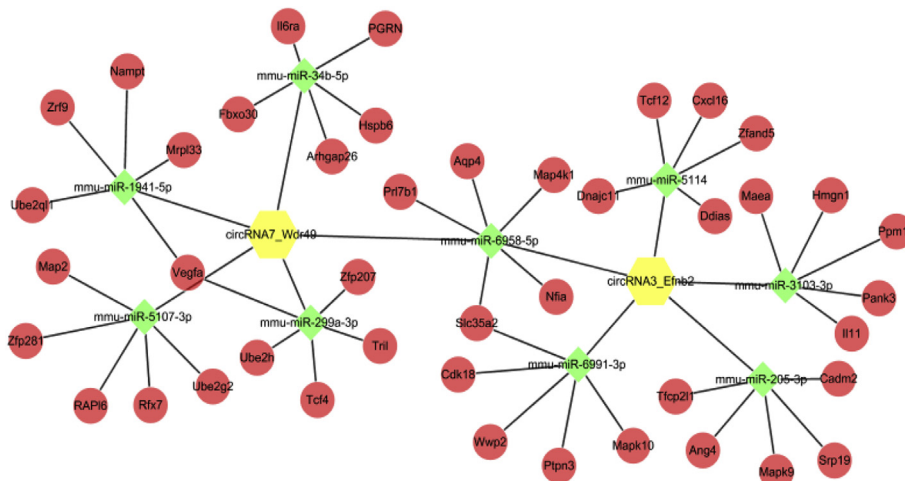 Il6ra
PGRN
mmu-miR-34b-5p
Nampt
Zrf9
Fbxo30
Hspb6
Mrpl33
Arhgap26
mmu-miR-1941-5p
Ube2ql1
circRNA7_Wdr49
Map2
Vegfa
Zfp207
mmu-miR-5107-3p
mmu-miR-299a-3p
Zfp281
Ube2h
Tril
Ube2g2
RAPl6
Rfx7
Tcf4
Aqp4
Map4k1
Prl7b1
mmu-miR-6958-5p
Nfia
Slc35a2
mmu-miR-6991-3p
Cdk18
Wwp2
Ptpn3
Mapk10
Tcf12
Cxcl16
Zfand5
mmu-miR-5114
Dnajc11
Ddias
Maea
Hmgn1
circRNA3_Efnb2
mmu-miR-3103-3p
Pank3
Il11
mmu-miR-205-3p
Cadm2
Tfcp2l1
Ang4
Mapk9
Srp19